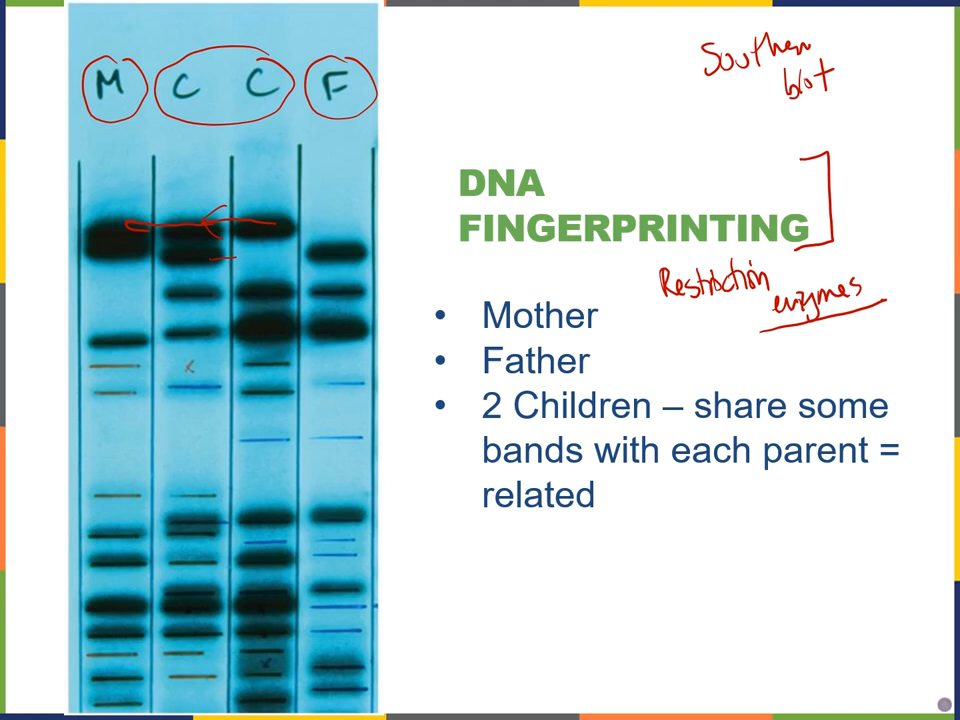 M C C F
Southern
blot
DNA
FINGERPRINTING
Restriction
enzymes
• Mother
• Father
• 2 Children – share some
bands with each parent =
related